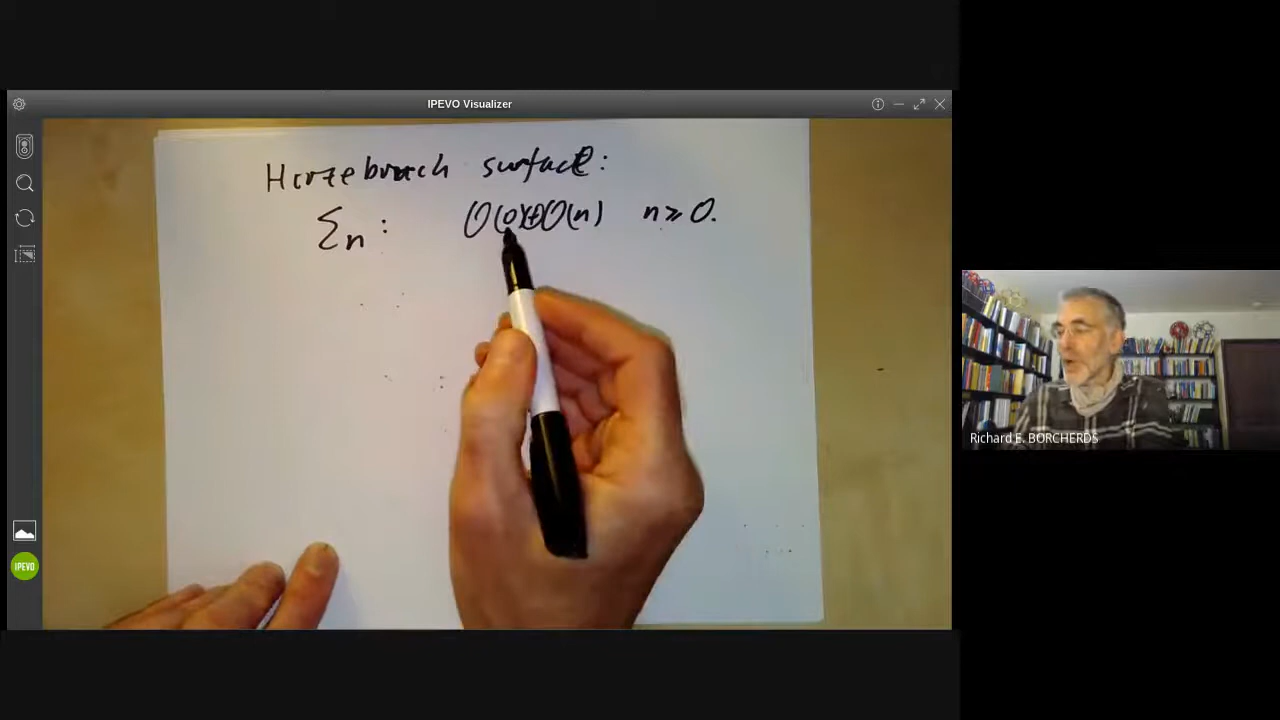 IPEVO Visualizer
Hirzebruch surface:
Σn: O(0)⊕O(n) n ≥ 0.
Richard E. BORCHERDS
IPEVO